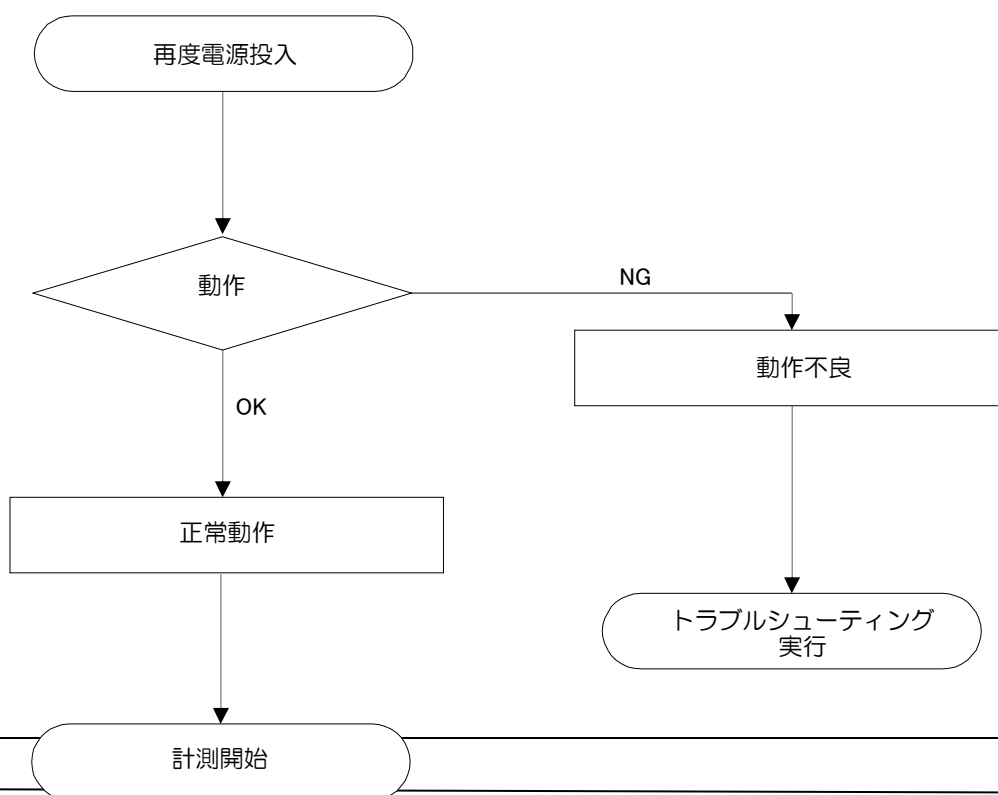 再度電源投入
動作
NG
動作不良
OK
正常動作
トラブルシューティング
実行
計測開始